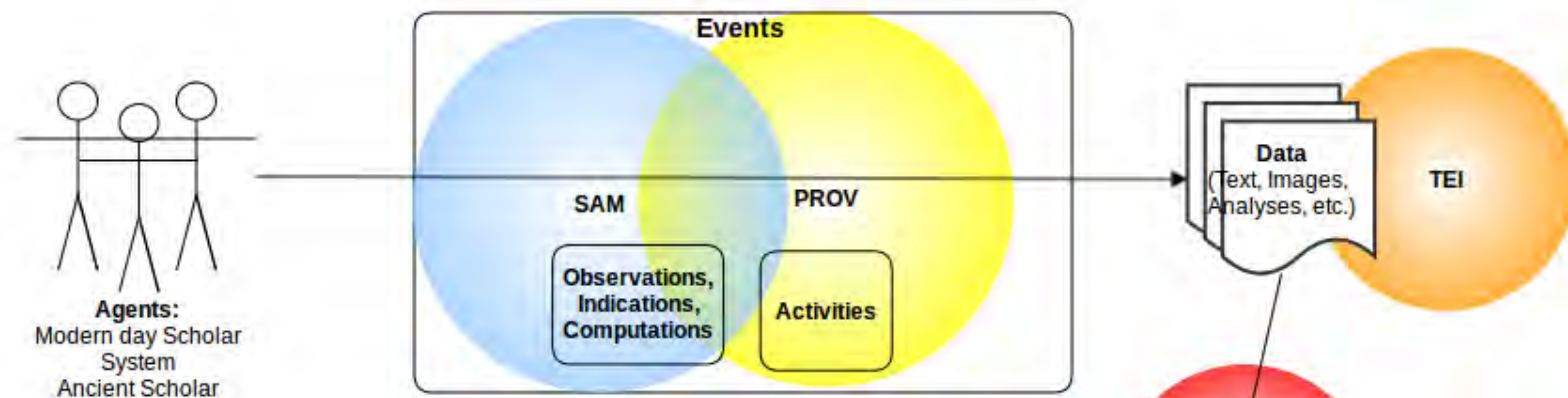 Events
SAM
PROV
Observations,
Indications,
Computations
Activities
Agents:
Modern day Scholar
System
Ancient Scholar
Data
(Text, Images,
Analyses, etc.)
TEI